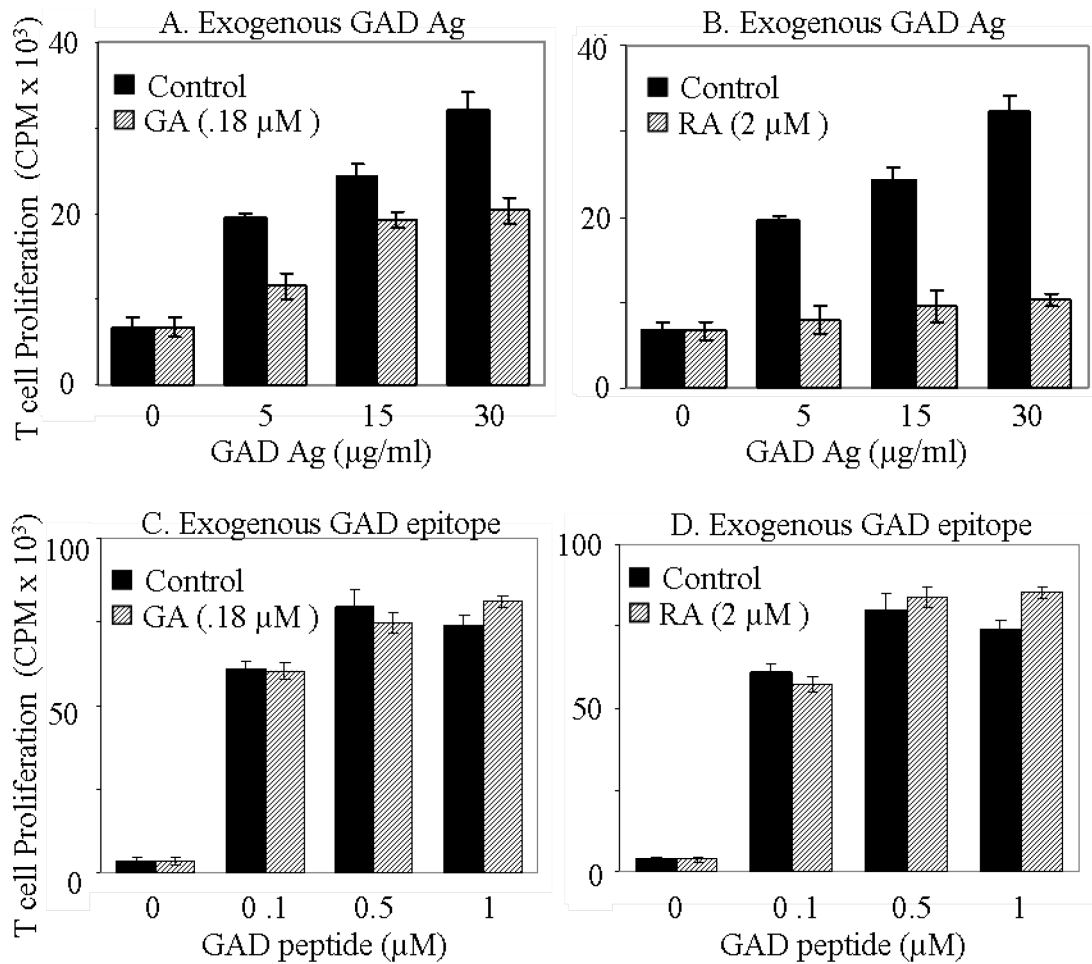 A. Exogenous GAD Ag
T cell Proliferation (CPM x 10³)
40
20
0
Control
GA (.18 µM )
0 5 15 30
GAD Ag (µg/ml)
B. Exogenous GAD Ag
40
20
0
Control
RA (2 µM )
0 5 15 30
GAD Ag (µg/ml)
C. Exogenous GAD epitope
T cell Proliferation (CPM x 10³)
100
50
0
Control
GA (.18 µM )
0 0 .1 0.5 1
GAD peptide (µM)
D. Exogenous GAD epitope
100
50
0
Control
RA (2 µM )
0 0 .1 0.5 1
GAD peptide (µM)